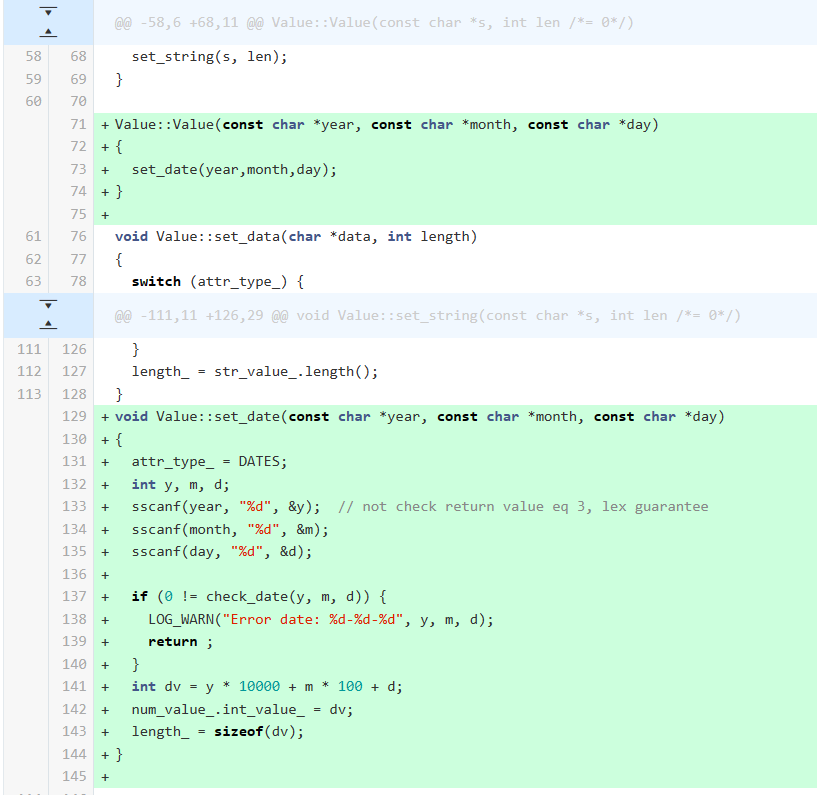 @@ -58,6 +68,11 @@ Value::Value(const char *s, int len /*= 0*/)
58 68 set_string(s, len);
59 69 }
60 70
71 + Value::Value(const char *year, const char *month, const char *day)
72 + {
73 + set_date(year,month,day);
74 + }
75 +
61 76 void Value::set_data(char *data, int length)
62 77 {
63 78 switch (attr_type_) {
@@ -111,11 +126,29 @@ void Value::set_string(const char *s, int len /*= 0*/)
111 126 }
112 127 length_ = str_value_.length();
113 128 }
129 + void Value::set_date(const char *year, const char *month, const char *day)
130 + {
131 + attr_type_ = DATES;
132 + int y, m, d;
133 + sscanf(year, "%d", &y); // not check return value eq 3, lex guarantee
134 + sscanf(month, "%d", &m);
135 + sscanf(day, "%d", &d);
136 +
137 + if (0 != check_date(y, m, d)) {
138 + LOG_WARN("Error date: %d-%d-%d", y, m, d);
139 + return ;
140 + }
141 + int dv = y * 10000 + m * 100 + d;
142 + num_value_.int_value_ = dv;
143 + length_ = sizeof(dv);
144 + }
145 +